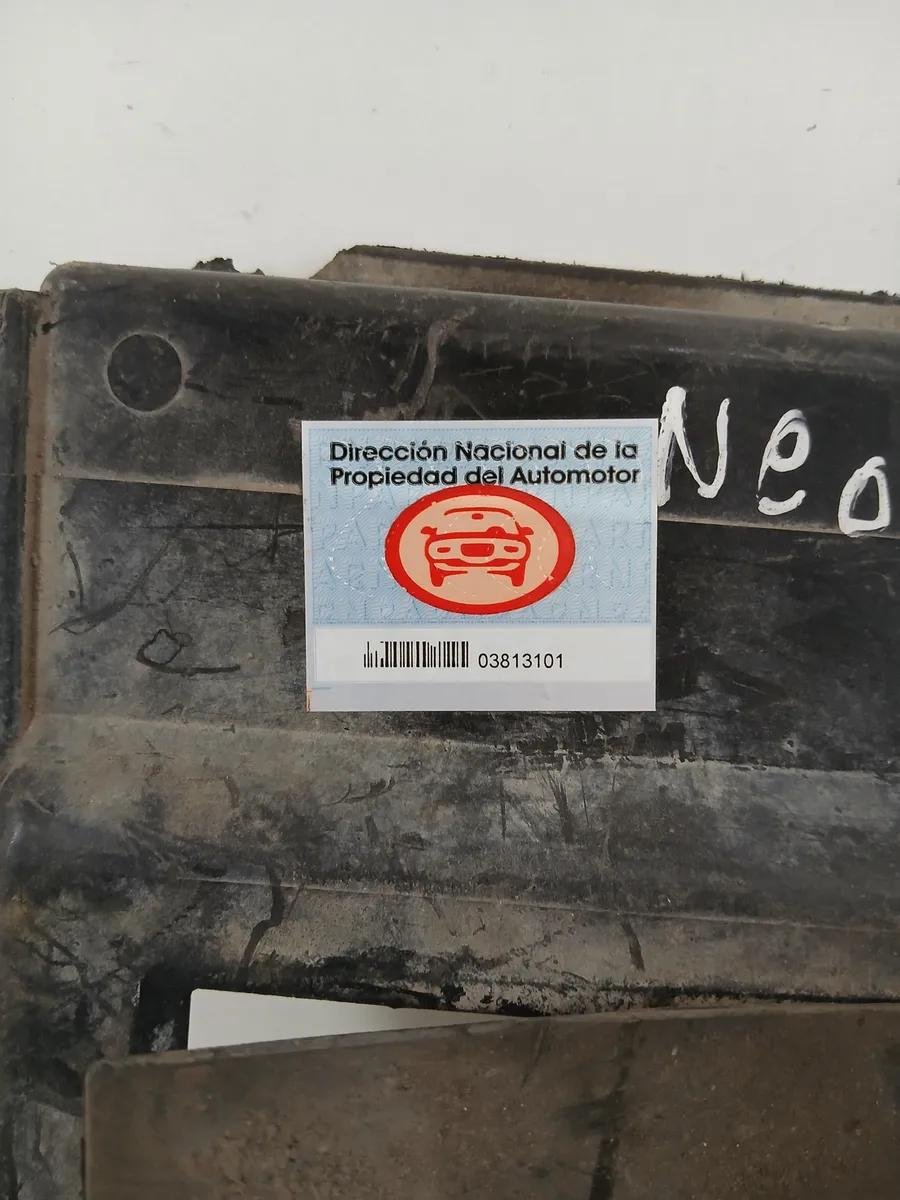 Dirección Nacional de la
Propiedad del Automotor
03813101
Neo